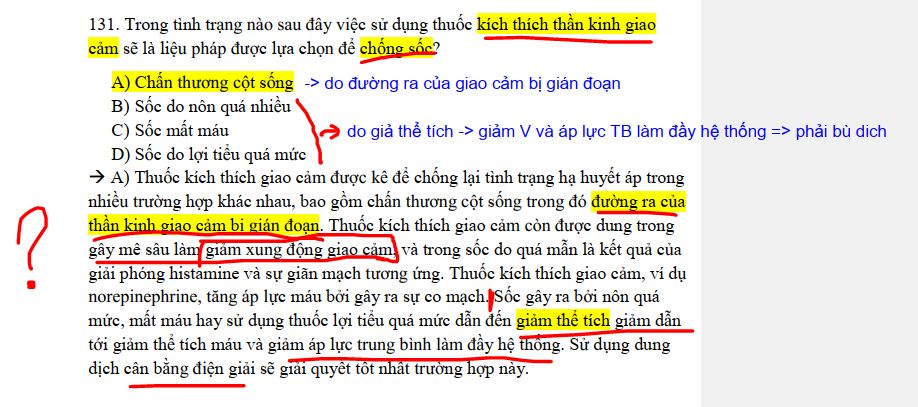 131. Trong tình trạng nào sau đây việc sử dụng thuốc kích thích thần kinh giao
cảm sẽ là liệu pháp được lựa chọn để chống sốc?
A) Chấn thương cột sống -> do đường ra của giao cảm bị gián đoạn
B) Sốc do nôn quá nhiều
C) Sốc mất máu
do giả thể tích -> giảm V và áp lực TB làm đầy hệ thống => phải bù dich
D) Sốc do lợi tiểu quá mức
→ A) Thuốc kích thích giao cảm được kê để chống lại tình trạng hạ huyết áp trong
nhiều trường hợp khác nhau, bao gồm chấn thương cột sống trong đó đường ra của
thần kinh giao cảm bị gián đoạn. Thuốc kích thích giao cảm còn được dung trong
gây mê sâu làm giảm xung động giao cảm, và trong sốc do quá mẫn là kết quả của
giải phóng histamine và sự giãn mạch tương ứng. Thuốc kích thích giao cảm, ví dụ
norepinephrine, tăng áp lực máu bởi gây ra sự co mạch. Sốc gây ra bởi nôn quá
mức, mất máu hay sử dụng thuốc lợi tiểu quá mức dẫn đến giảm thể tích giảm dẫn
tới giảm thể tích máu và giảm áp lực trung bình làm đầy hệ thống. Sử dụng dung
dịch cân bằng điện giải sẽ giải quyết tốt nhất trường hợp này.
?